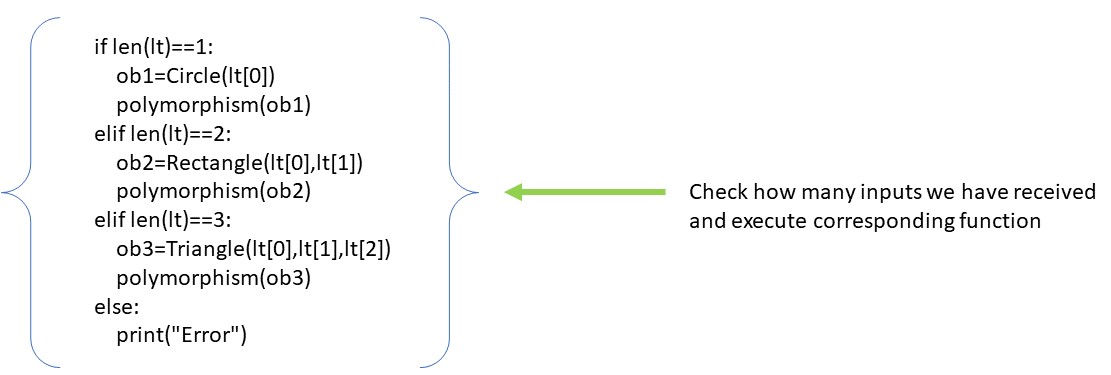 if len(lt)==1:
ob1=Circle(lt[0])
polymorphism(ob1)
elif len(lt)==2:
ob2=Rectangle(lt[0],lt[1])
polymorphism(ob2)
elif len(lt)==3:
ob3=Triangle(lt[0],lt[1],lt[2])
polymorphism(ob3)
else:
print("Error")
Check how many inputs we have received
and execute corresponding function